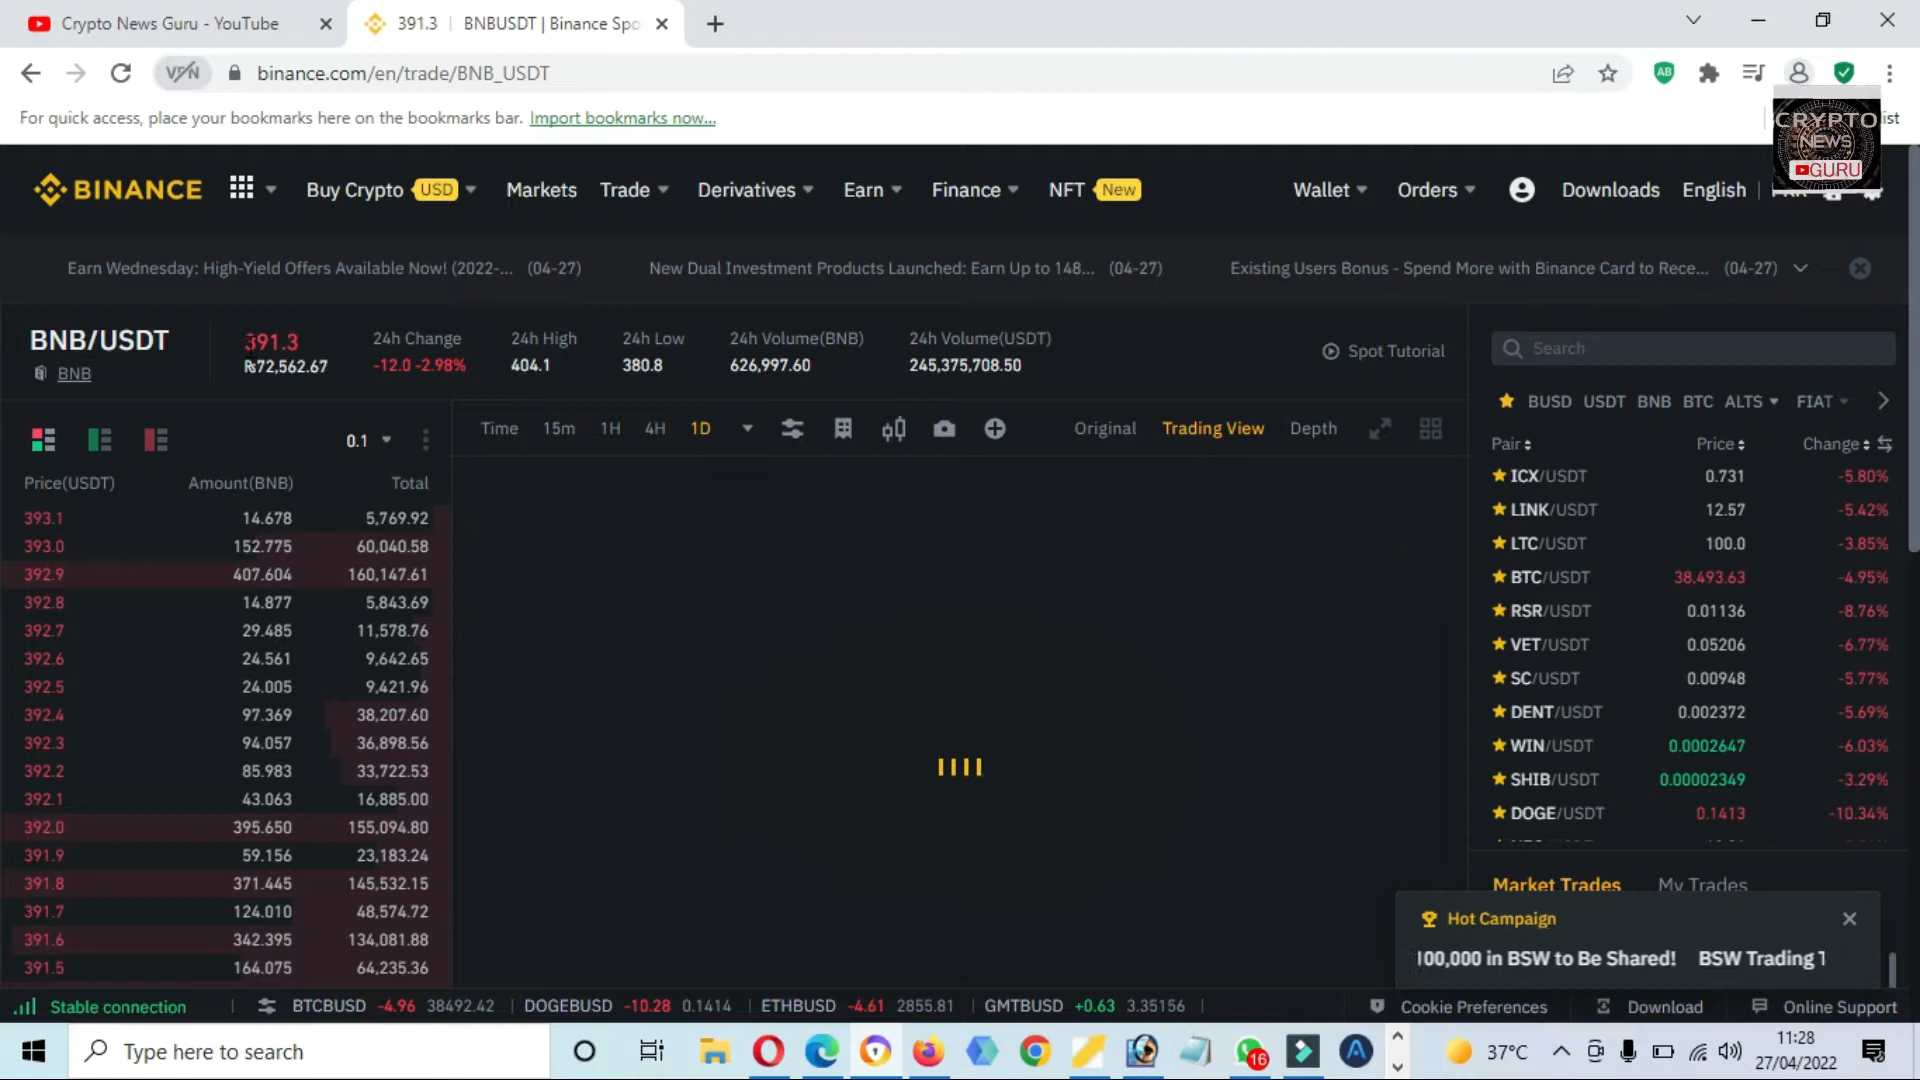 Crypto News Guru - YouTube
391.3 | BNBUSDT | Binance Spo
VPN
binance.com/en/trade/BNB_USDT
AB
For quick access, place your bookmarks here on the bookmarks bar. Import bookmarks now...
ist
CRYPTO
NEWS
GURU
BINANCE
Buy Crypto USD
Markets
Trade
Derivatives
Earn
Finance
NFT New
Wallet
Orders
Downloads
English |
Earn Wednesday: High-Yield Offers Available Now! (2022-... (04-27)
New Dual Investment Products Launched: Earn Up to 148... (04-27)
Existing Users Bonus - Spend More with Binance Card to Rece... (04-27)
BNB/USDT
BNB
391.3
₨72,562.67
24h Change
-12.0 -2.98%
24h High
404.1
24h Low
380.8
24h Volume(BNB)
626,997.60
24h Volume(USDT)
245,375,708.50
Spot Tutorial
0.1
Price(USDT) Amount(BNB) Total
393.1 14.678 5,769.92
393.0 152.775 60,040.58
392.9 407.604 160,147.61
392.8 14.877 5,843.69
392.7 29.485 11,578.76
392.6 24.561 9,642.65
392.5 24.005 9,421.96
392.4 97.369 38,207.60
392.3 94.057 36,898.56
392.2 85.983 33,722.53
392.1 43.063 16,885.00
392.0 395.650 155,094.80
391.9 59.156 23,183.24
391.8 371.445 145,532.15
391.7 124.010 48,574.72
391.6 342.395 134,081.88
391.5 164.075 64,235.36
Time 15m 1H 4H 1D
Original Trading View Depth
Search
BUSD USDT BNB BTC ALTS FIAT
Pair Price Change
ICX/USDT 0.731 -5.80%
LINK/USDT 12.57 -5.42%
LTC/USDT 100.0 -3.85%
BTC/USDT 38,493.63 -4.95%
RSR/USDT 0.01136 -8.76%
VET/USDT 0.05206 -6.77%
SC/USDT 0.00948 -5.77%
DENT/USDT 0.002372 -5.69%
WIN/USDT 0.0002647 -6.03%
SHIB/USDT 0.00002349 -3.29%
DOGE/USDT 0.1413 -10.34%
Market Trades My Trades
Hot Campaign
100,000 in BSW to Be Shared! BSW Trading T
Stable connection
BTCBUSD -4.96 38492.42 | DOGEBUSD -10.28 0.1414 | ETHBUSD -4.61 2855.81 | GMTBUSD +0.63 3.35156 |
Cookie Preferences
Download
Online Support
Type here to search
16
37°C
11:28
27/04/2022